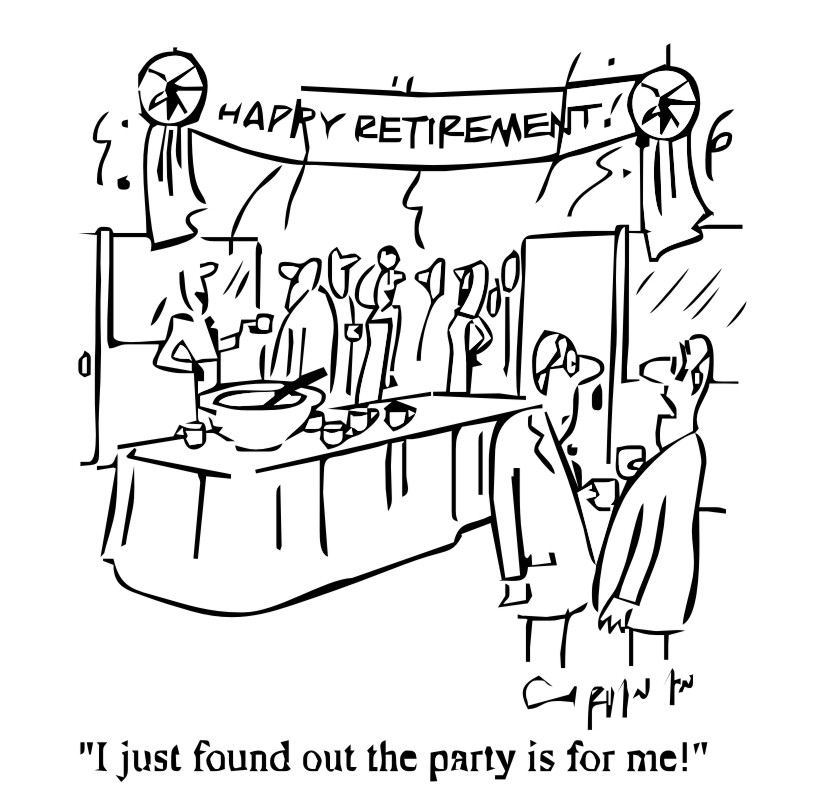 HAPPY RETIREMENT!
"I just found out the party is for me!"